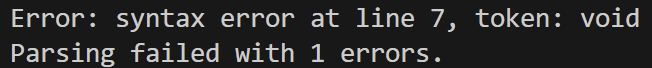 Error: syntax error at line 7, token: void
Parsing failed with 1 errors.